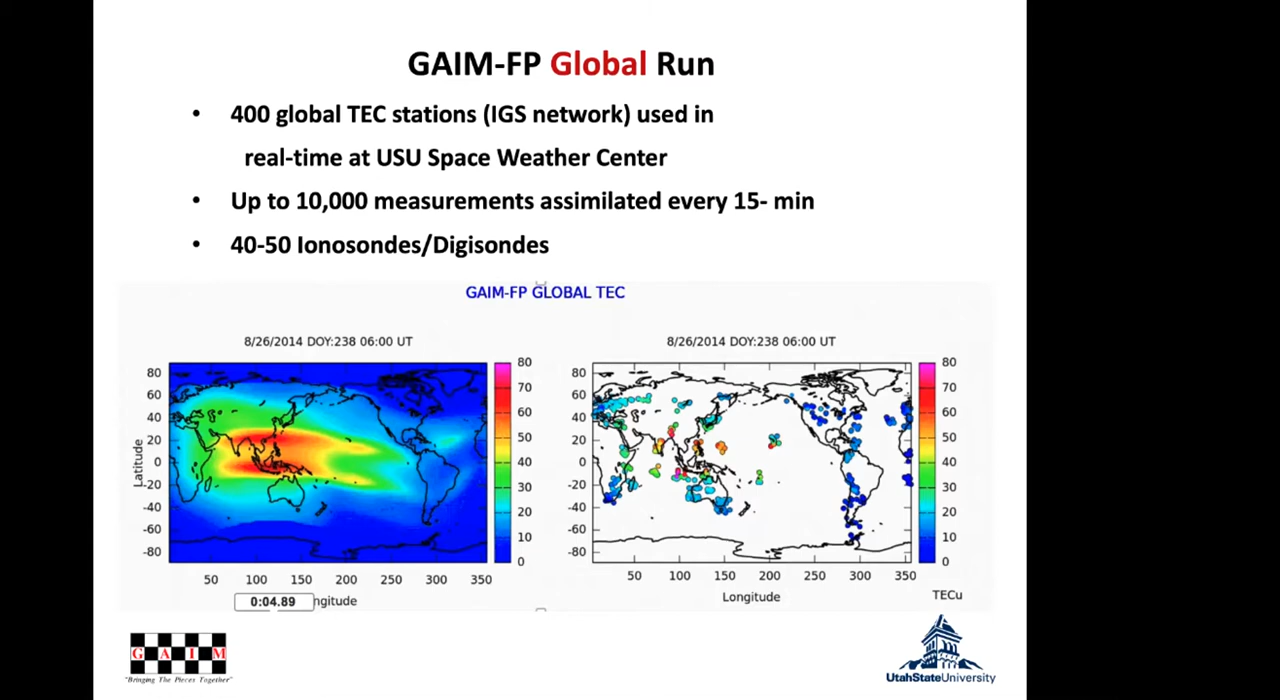 GAIM-FP Global Run
• 400 global TEC stations (IGS network) used in
real-time at USU Space Weather Center
• Up to 10,000 measurements assimilated every 15- min
• 40-50 Ionosondes/Digisondes
GAIM-FP GLOBAL TEC
8/26/2014 DOY:238 06:00 UT
80
60
40
20
0
-20
-40
-60
-80
Latitude
50 100 150 200 250 300 350
0:04.89 ngitude
80
70
60
50
40
30
20
10
0
8/26/2014 DOY:238 06:00 UT
80
60
40
20
0
-20
-40
-60
-80
50 100 150 200 250 300 350
Longitude
80
70
60
50
40
30
20
10
0
TECu
G A I M
"Bringing The Pieces Together"
UtahStateUniversity